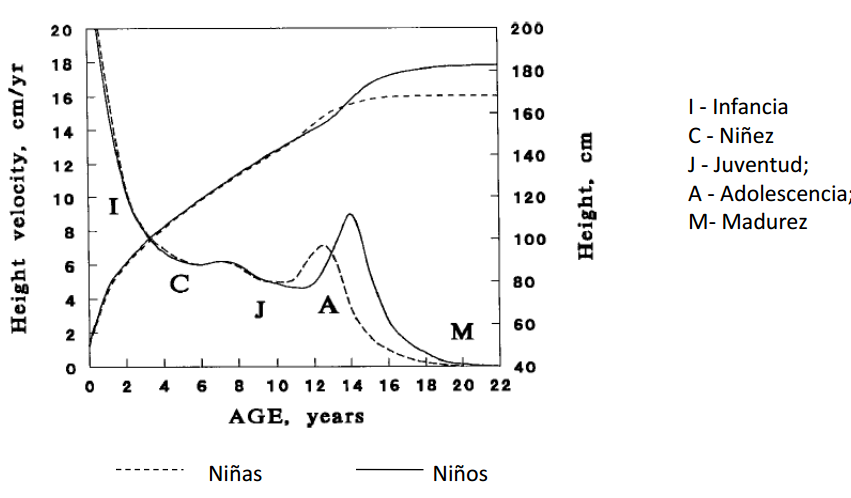 Height velocity, cm/yr
20
18
16
14
12
10
8
6
4
2
0
I
C
J
A
M
200
180
160
140
120
100
80
60
40
Height, cm
0 2 4 6 8 10 12 14 16 18 20 22
AGE, years
Niñas
Niños
I - Infancia
C - Niñez
J - Juventud;
A - Adolescencia;
M- Madurez